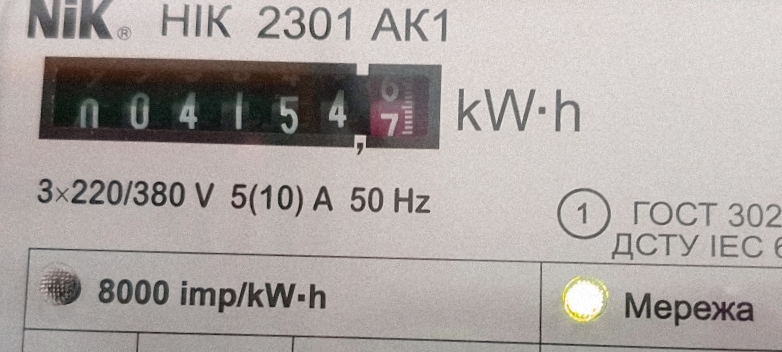 NiK® НІК 2301 АК1
004154,7 kW·h
3×220/380 V 5(10) A 50 Hz
1 ГОСТ 302
ДСТУ IEC 6
8000 imp/kW·h
Мережа